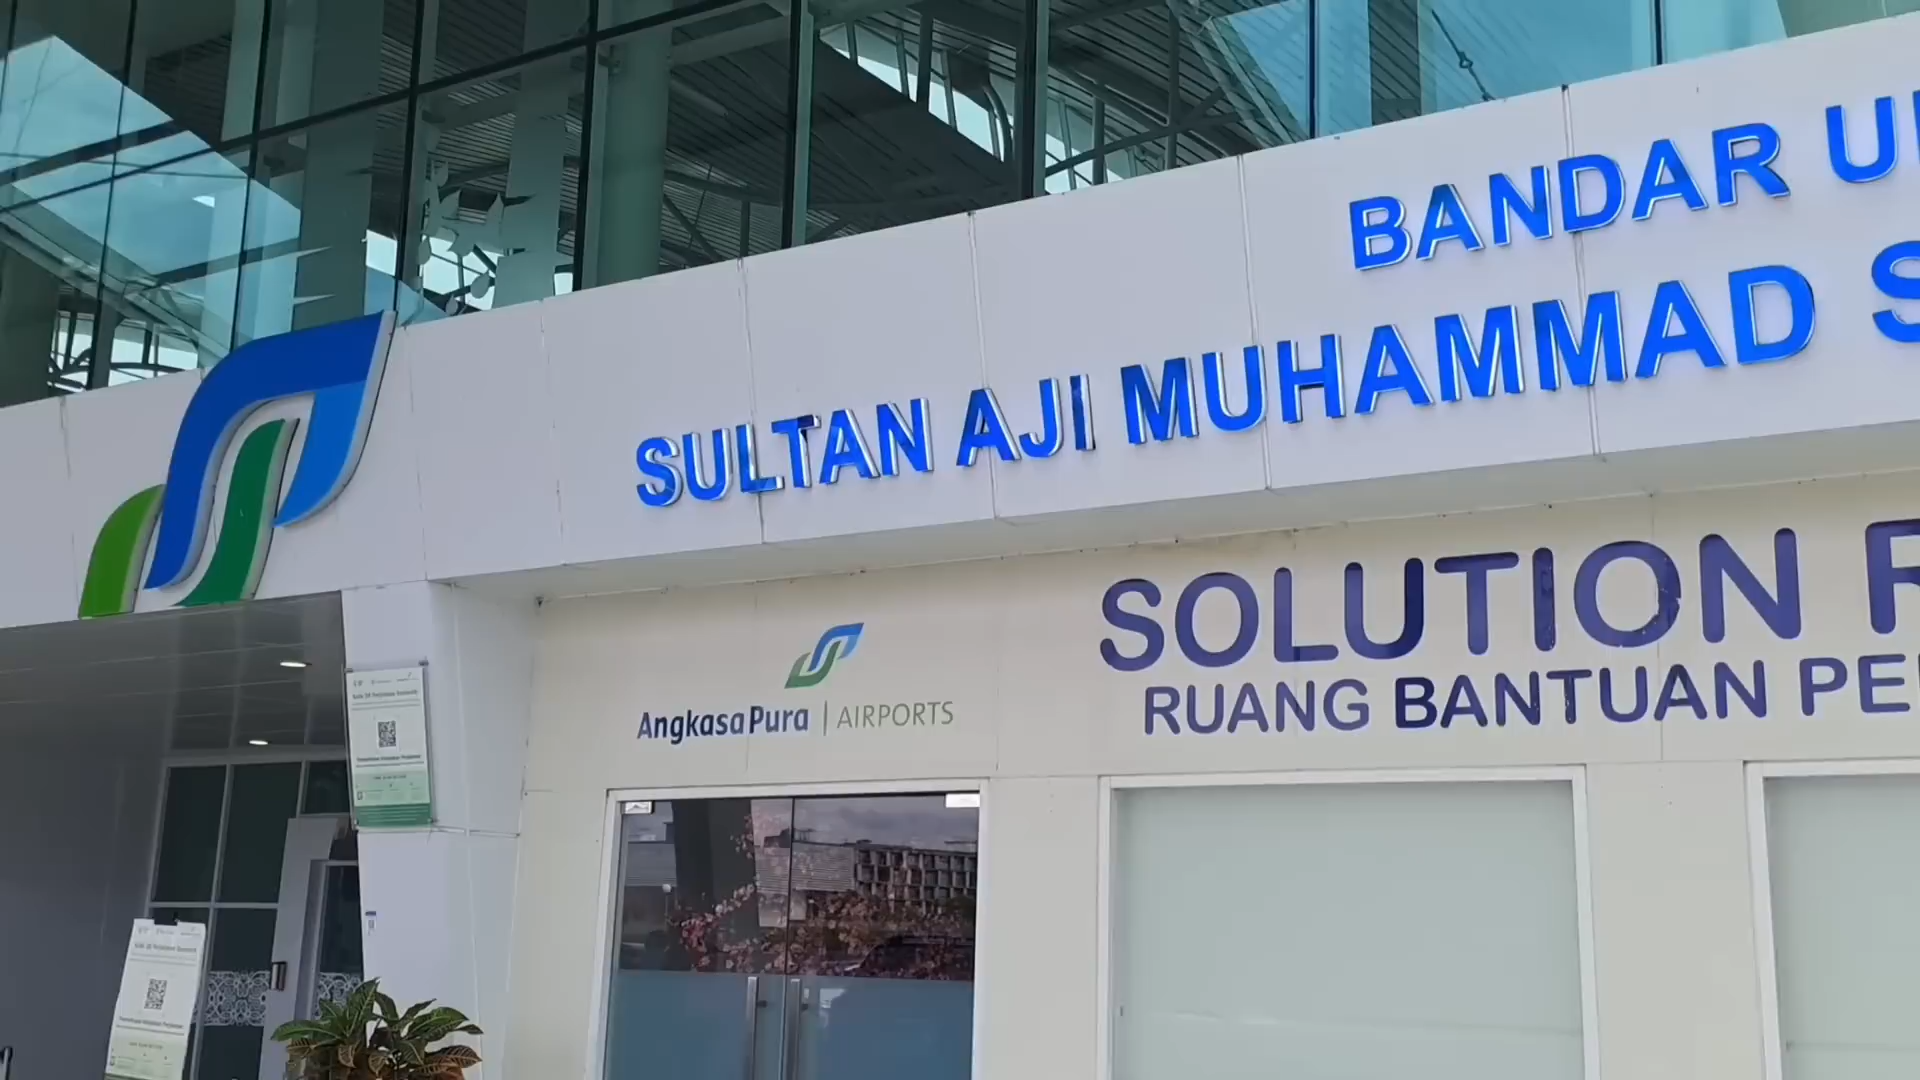 BANDAR U
SULTAN AJI MUHAMMAD S
SOLUTION R
RUANG BANTUAN PE
AngkasaPura | AIRPORTS